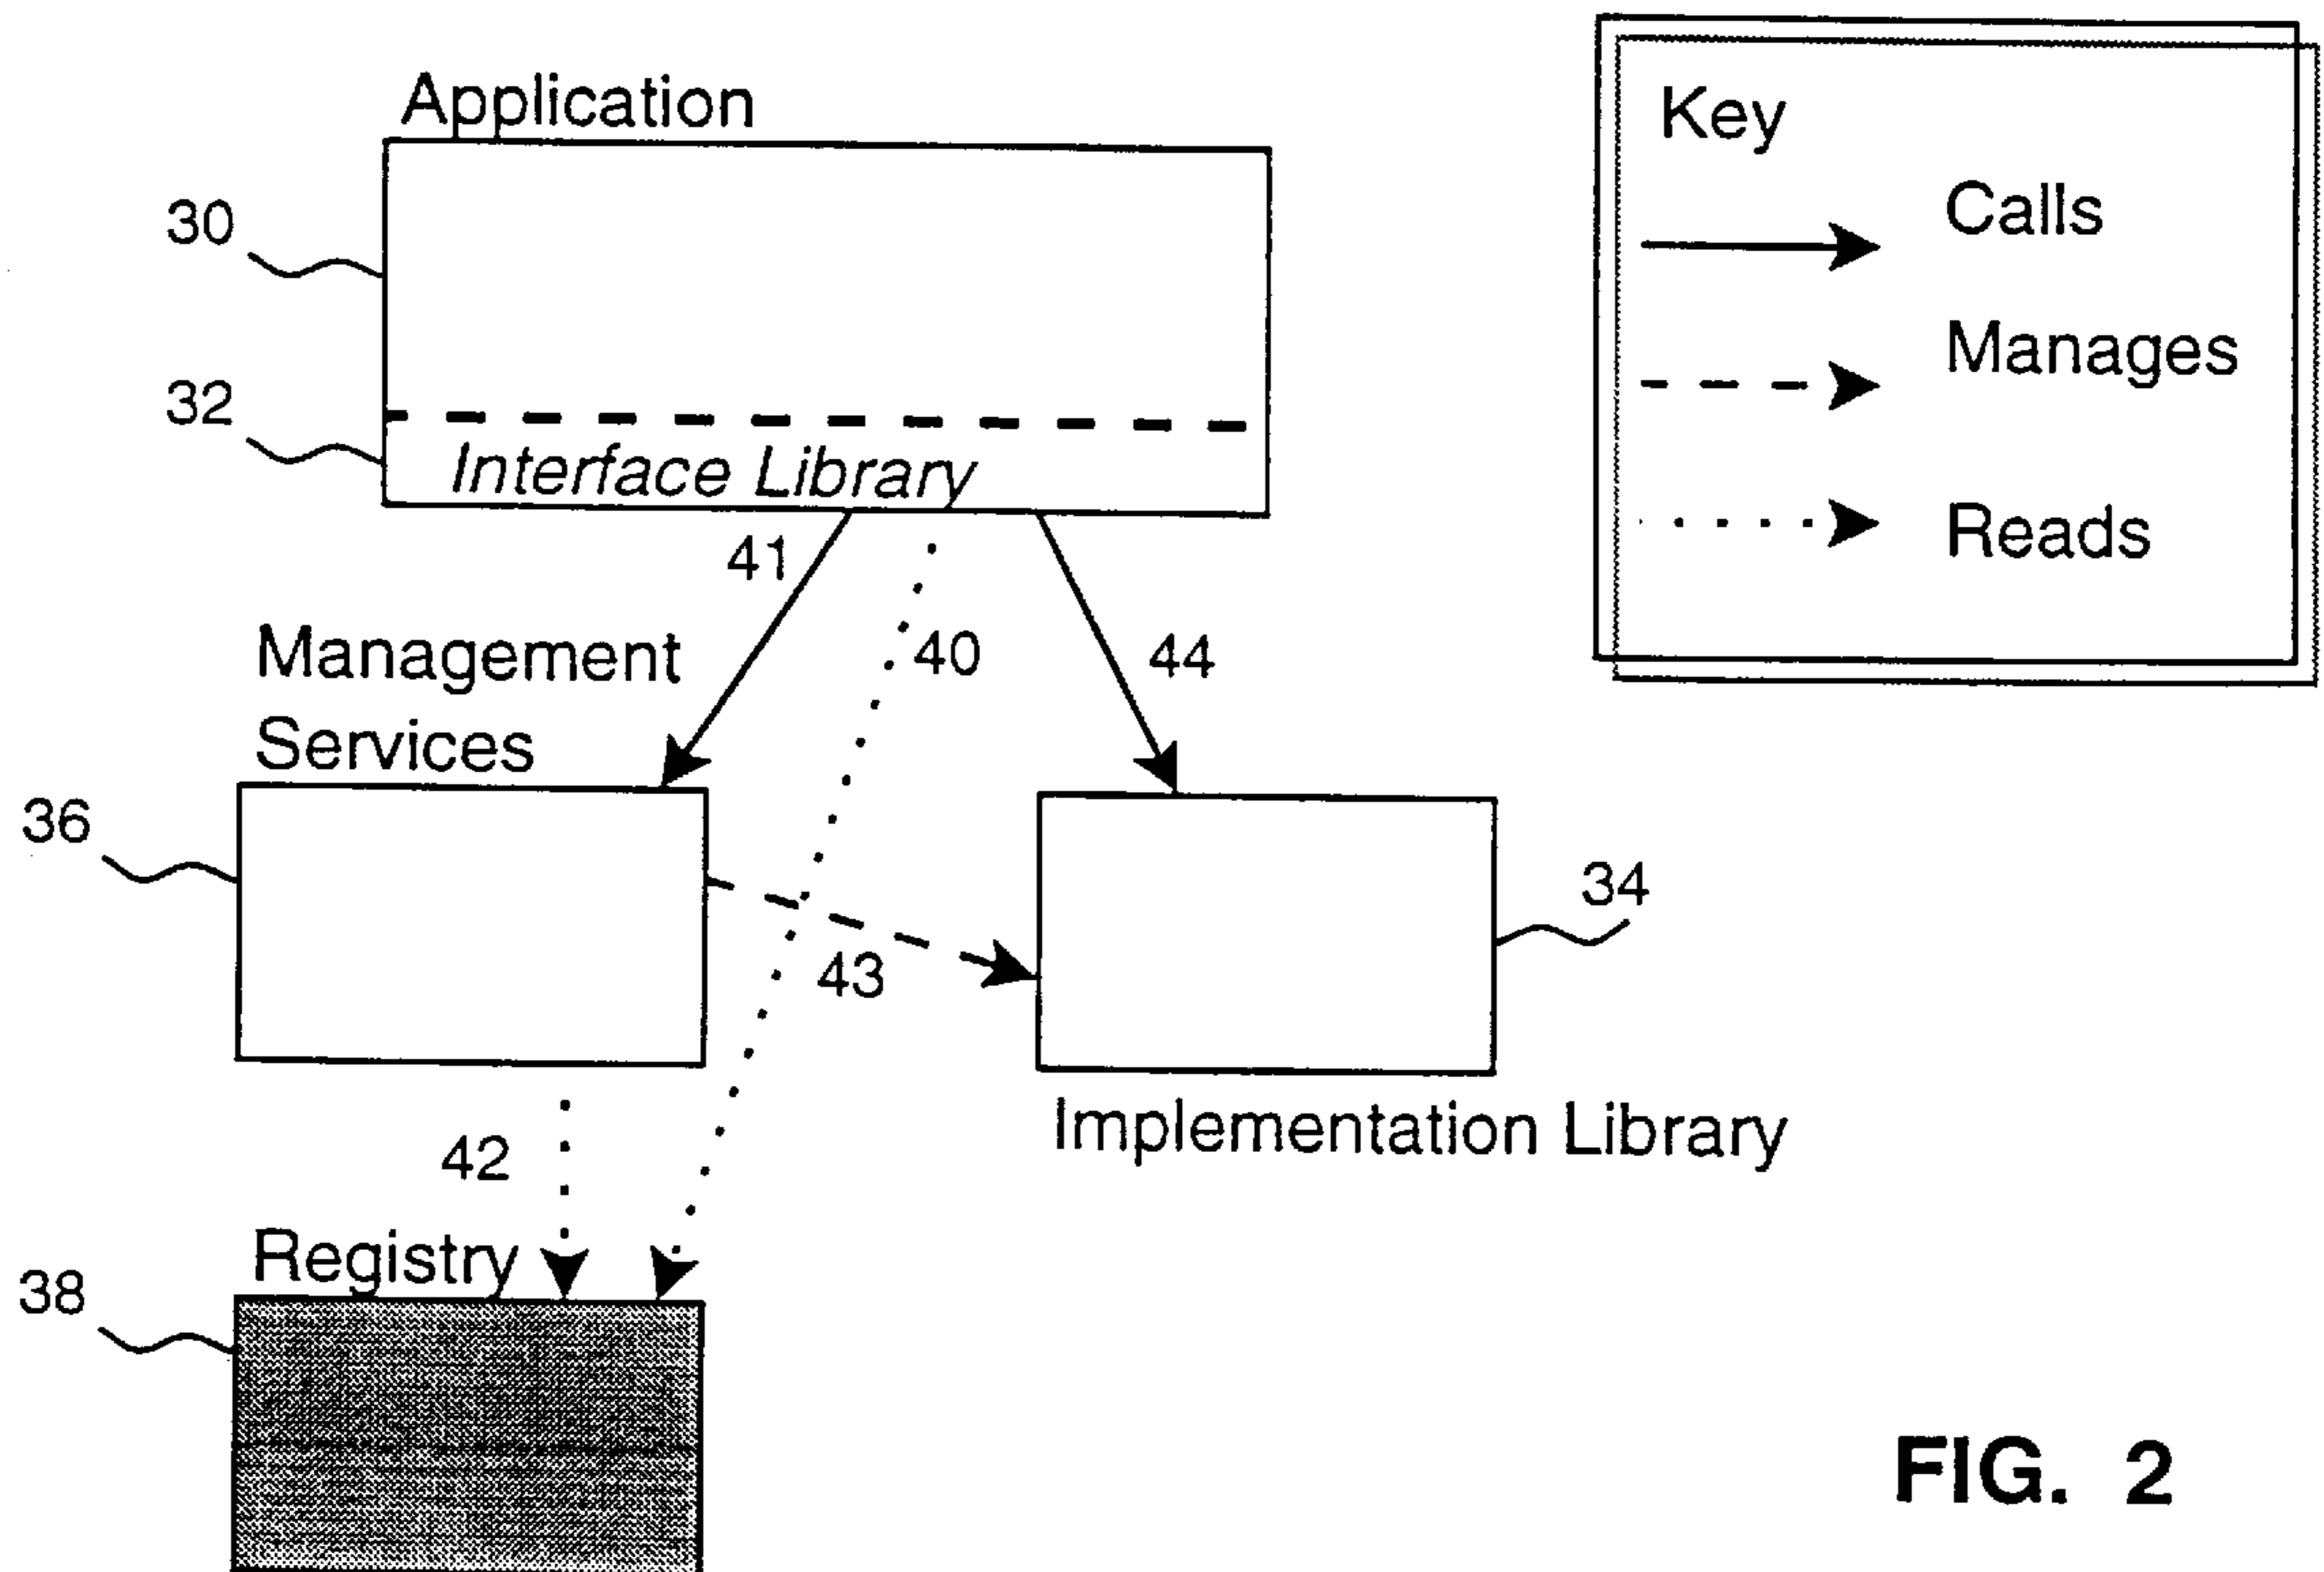 Application
Key
Calls
Manages
Reads
30
32
Interface Library
41
40
44
Management
Services
36
34
43
Implementation Library
42
Registry
38
FIG. 2